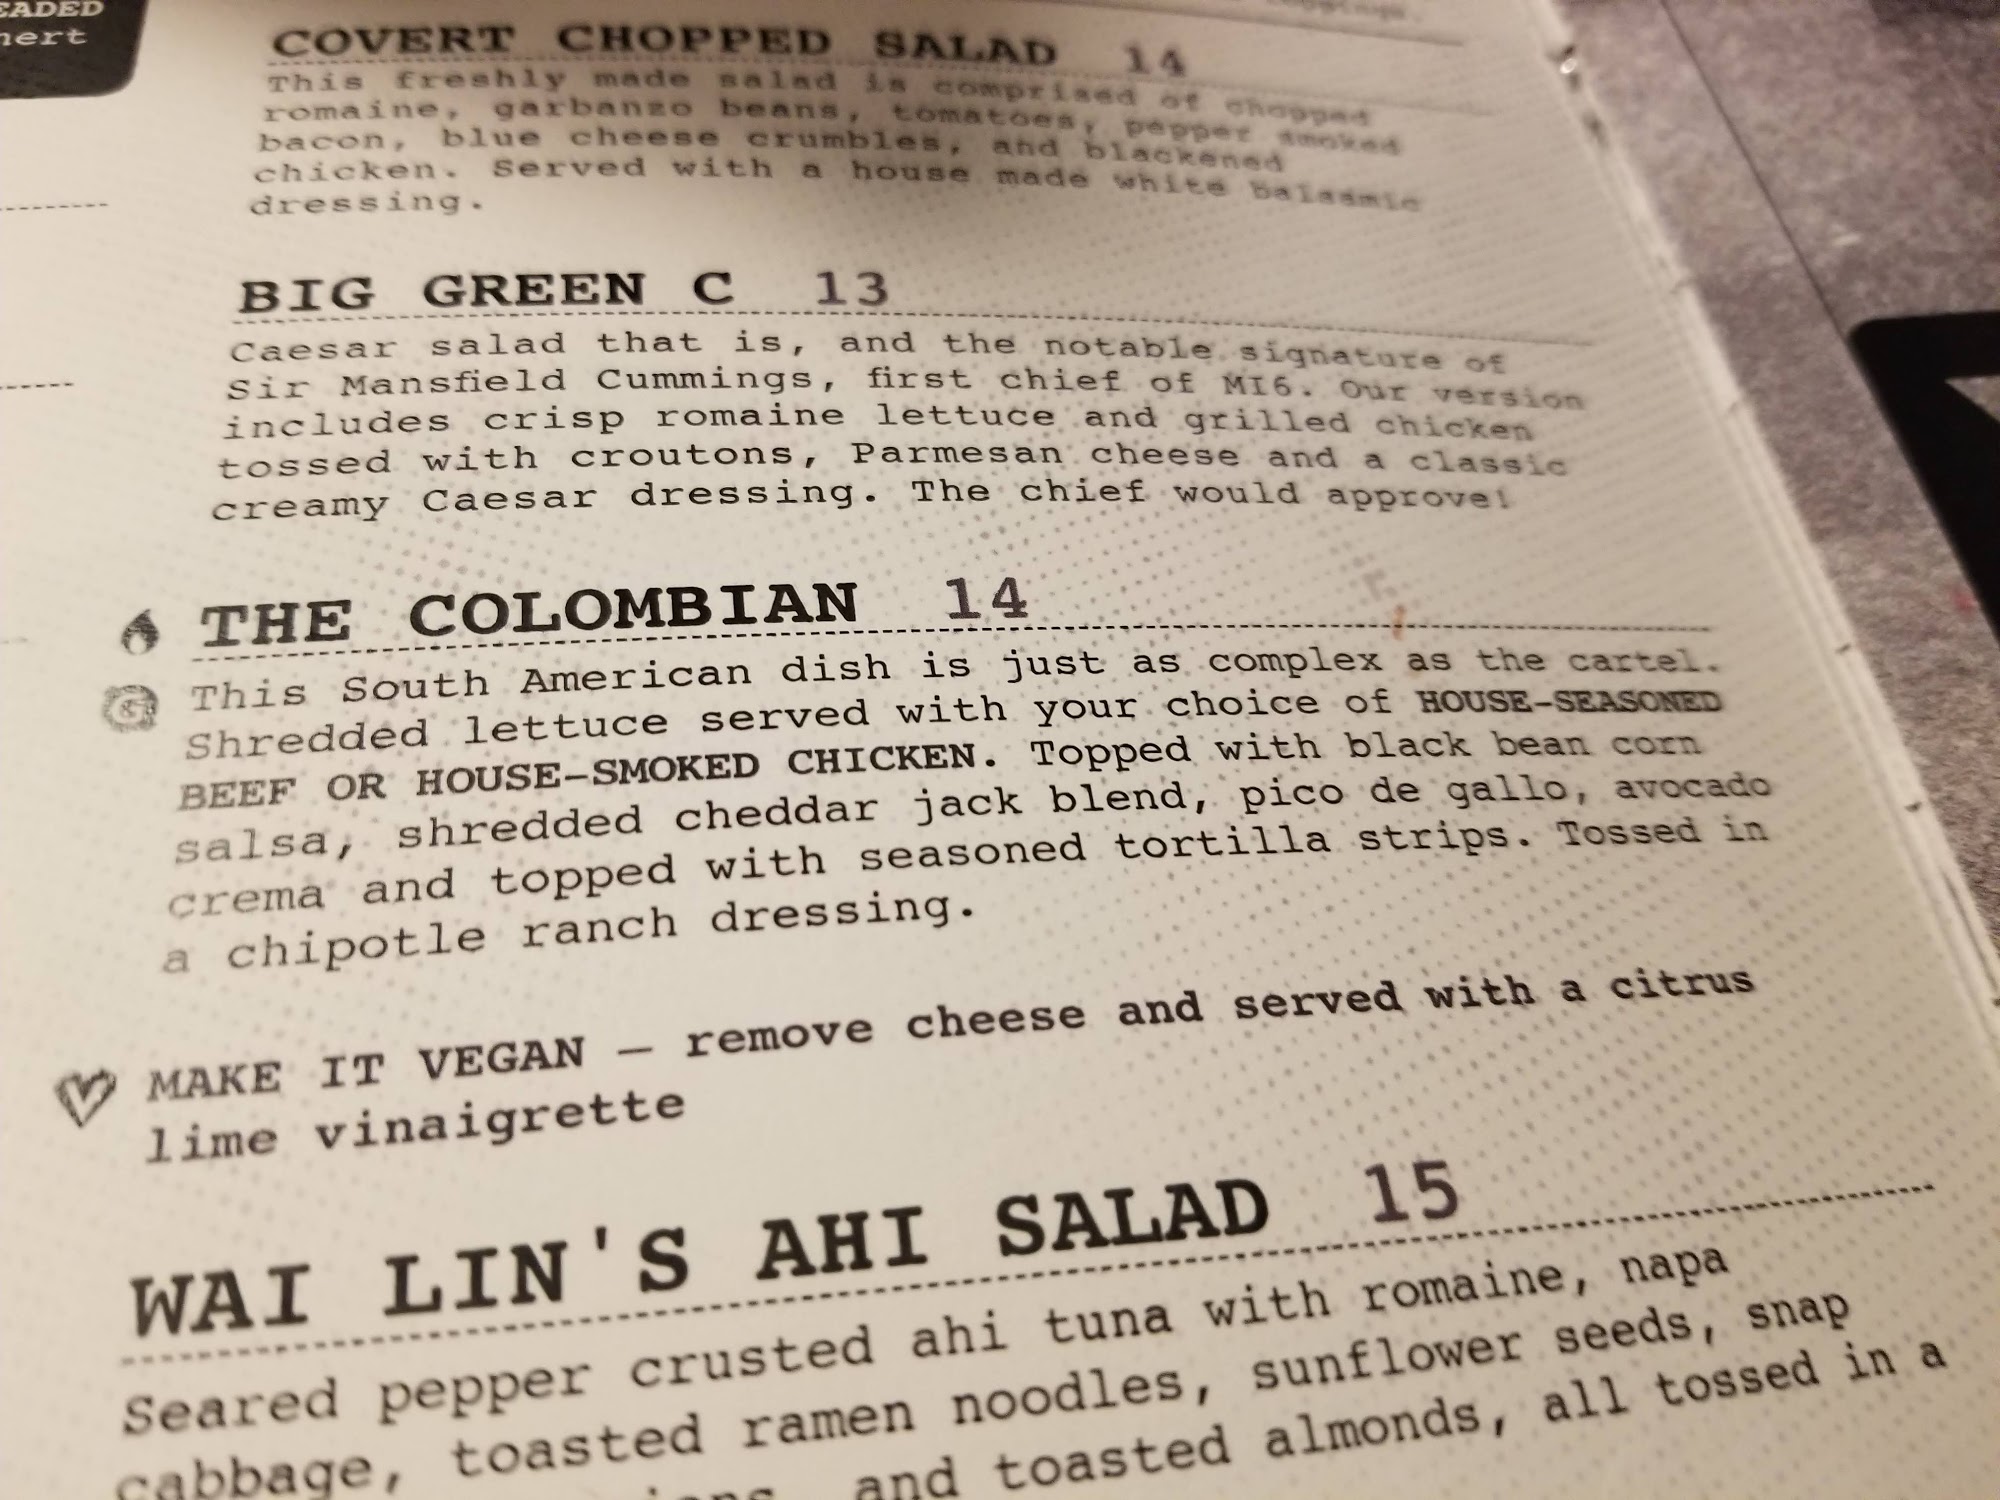 EADED
hert
COVERT CHOPPED SALAD 14
This freshly made salad is comprised of chopped
romaine, garbanzo beans, tomatoes, pepper smoked
bacon, blue cheese crumbles, and blackened
chicken. Served with a house made white balsamic
dressing.
BIG GREEN C 13
Caesar salad that is, and the notable signature of
Sir Mansfield Cummings, first chief of MI6. Our version
includes crisp romaine lettuce and grilled chicken
tossed with croutons, Parmesan cheese and a classic
creamy Caesar dressing. The chief would approve!
THE COLOMBIAN 14
G This South American dish is just as complex as the cartel.
Shredded lettuce served with your choice of HOUSE-SEASONED
BEEF OR HOUSE-SMOKED CHICKEN. Topped with black bean corn
salsa, shredded cheddar jack blend, pico de gallo, avocado
crema and topped with seasoned tortilla strips. Tossed in
a chipotle ranch dressing.
MAKE IT VEGAN — remove cheese and served with a citrus
lime vinaigrette
WAI LIN'S AHI SALAD 15
Seared pepper crusted ahi tuna with romaine, napa
cabbage, toasted ramen noodles, sunflower seeds, snap
and toasted almonds, all tossed in a